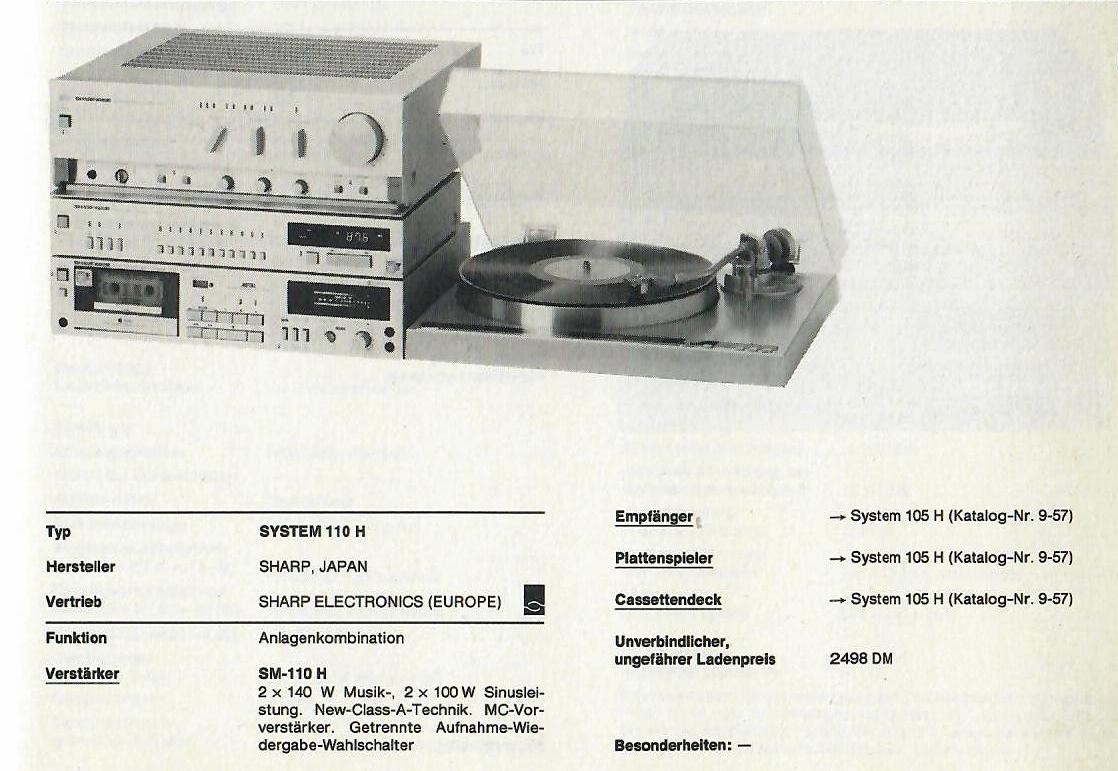 87.6
Typ SYSTEM 110 H
Hersteller SHARP, JAPAN
Vertrieb SHARP ELECTRONICS (EUROPE)
Funktion Anlagenkombination
Verstärker SM-110 H
2 x 140 W Musik-, 2 x 100 W Sinuslei-
stung. New-Class-A-Technik. MC-Vor-
verstärker. Getrennte Aufnahme-Wie-
dergabe-Wahlschalter
Empfänger → System 105 H (Katalog-Nr. 9-57)
Plattenspieler → System 105 H (Katalog-Nr. 9-57)
Cassettendeck → System 105 H (Katalog-Nr. 9-57)
Unverbindlicher,
ungefährer Ladenpreis 2498 DM
Besonderheiten: —